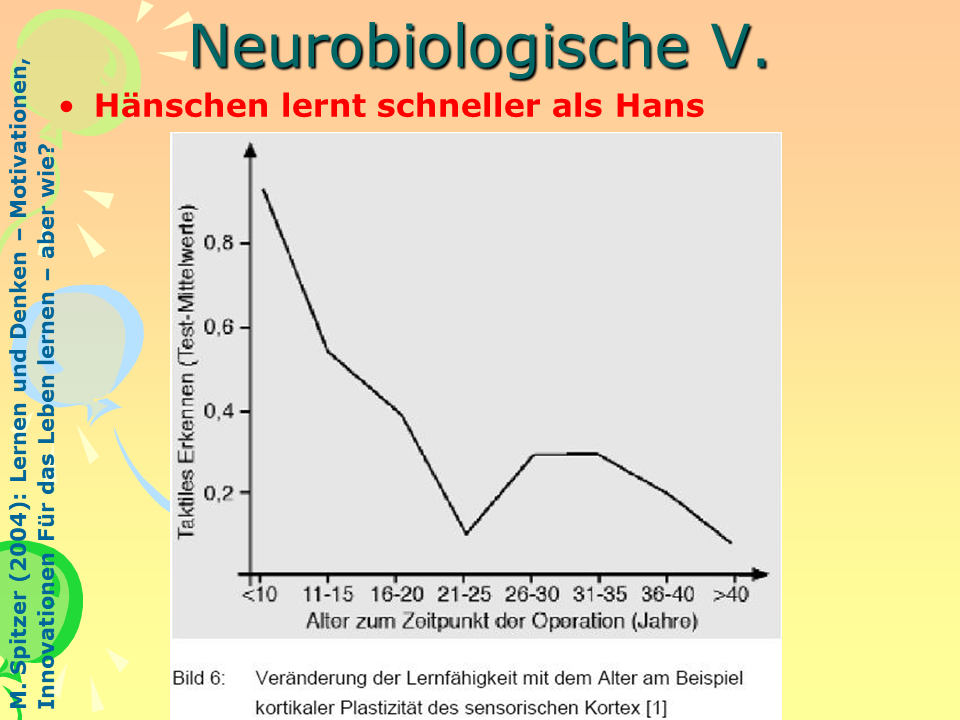 Neurobiologische V.
• Hänschen lernt schneller als Hans
M. Spitzer (2004): Lernen und Denken – Motivationen,
Innovationen Für das Leben lernen – aber wie?
Taktiles Erkennen (Test-Mittelwerte)
0,8
0,6
0,4
0,2
<10 11-15 16-20 21-25 26-30 31-35 36-40 >40
Alter zum Zeitpunkt der Operation (Jahre)
Bild 6: Veränderung der Lernfähigkeit mit dem Alter am Beispiel
kortikaler Plastizität des sensorischen Kortex [1]